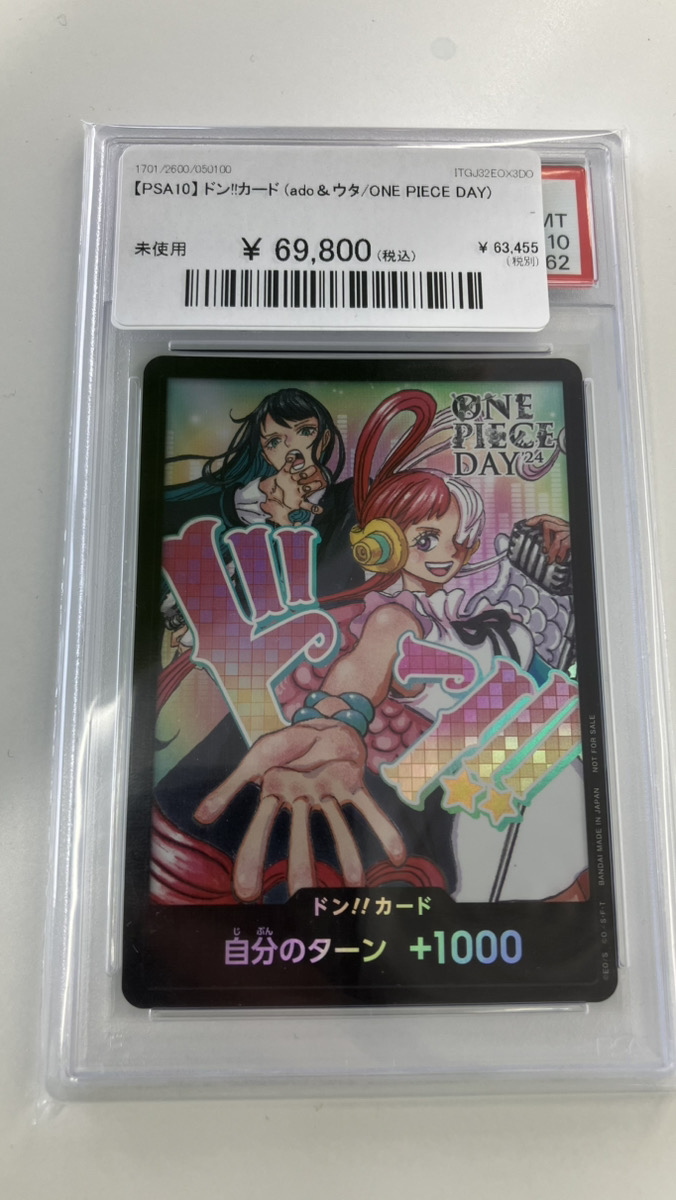 1701/2600/050100
ITGJ32EOX3DO
【PSA10】ドン!!カード (ado&ウタ/ONE PIECE DAY)
-
未使用
¥ 69,800 (税込)
¥ 63,455
(税別)
MT
10
62
ONE
PIECE
DAY '24
ドン!!
ドン!!カード
じ ぶん
自分のターン +1000
©E.O/S. ©O・S・F・T BANDAI MADE IN JAPAN NOT FOR SALE